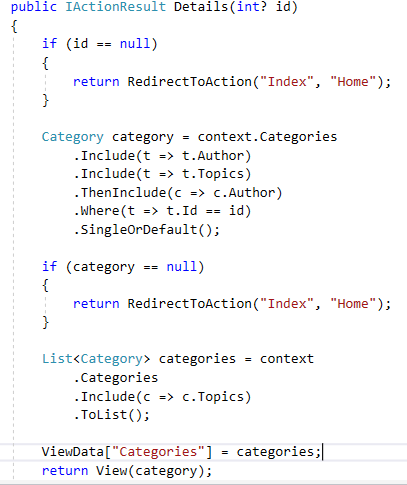 public IActionResult Details(int? id)
{
    if (id == null)
    {
        return RedirectToAction("Index", "Home");
    }

    Category category = context.Categories
        .Include(t => t.Author)
        .Include(t => t.Topics)
        .ThenInclude(c => c.Author)
        .Where(t => t.Id == id)
        .SingleOrDefault();

    if (category == null)
    {
        return RedirectToAction("Index", "Home");
    }

    List<Category> categories = context
        .Categories
        .Include(c => c.Topics)
        .ToList();

    ViewData["Categories"] = categories;
    return View(category);